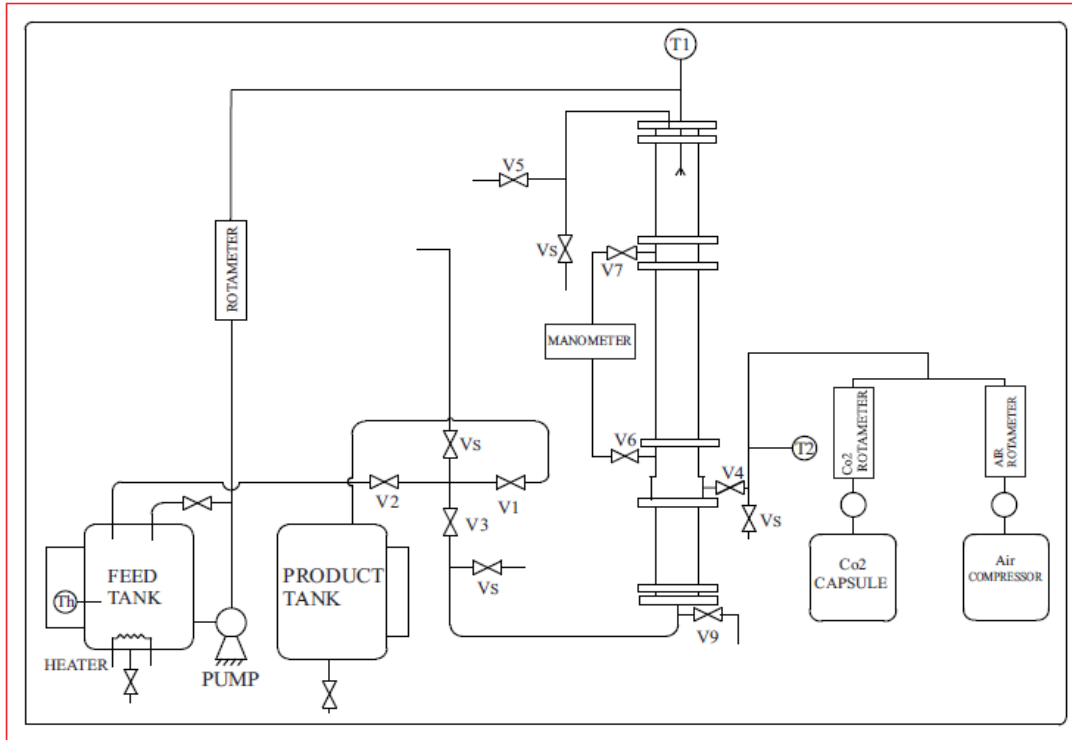 T1
V5
Vs
V7
ROTAMETER
MANOMETER
V6
Vs
V4
T2
Co2
ROTAMETER
AIR
ROTAMETER
V2
V1
V3
Vs
Vs
FEED
TANK
Th
PRODUCT
TANK
Co2
CAPSULE
Air
COMPRESSOR
HEATER
PUMP
V9